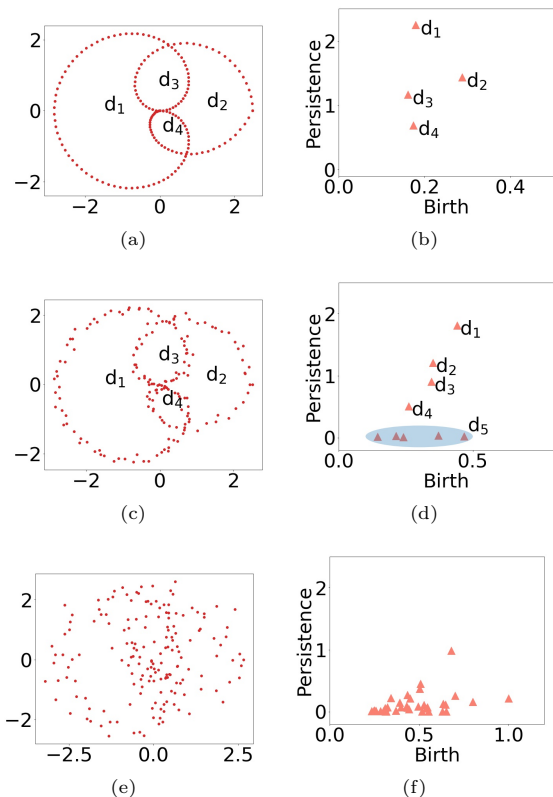 2
0
−2
d1
d3
d2
d4
−2
0
2
(a)
Persistence
2
1
0
d1
d2
d3
d4
0.0
0.2
0.4
Birth
(b)
2
0
−2
d1
d3
d2
d4
−2
0
2
(c)
Persistence
2
1
0
d1
d2
d3
d4
d5
0.0
0.5
Birth
(d)
2
0
−2
−2.5
0.0
2.5
(e)
Persistence
2
1
0
0.0
0.5
1.0
Birth
(f)